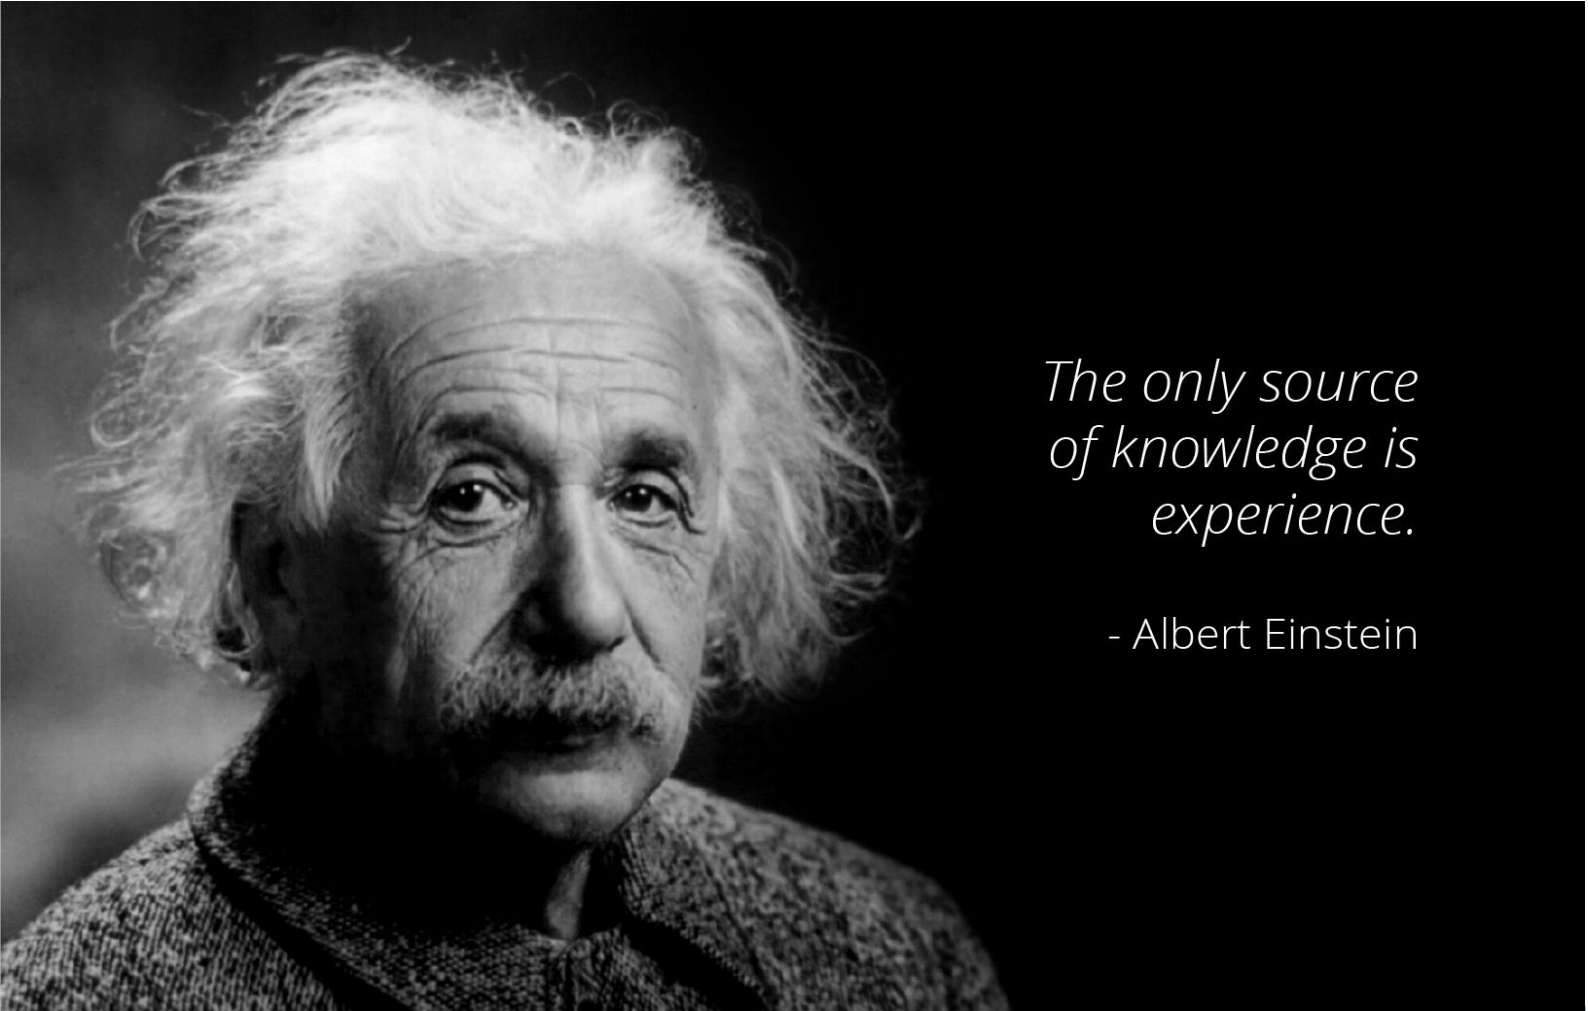 The only source
of knowledge is
experience.
- Albert Einstein